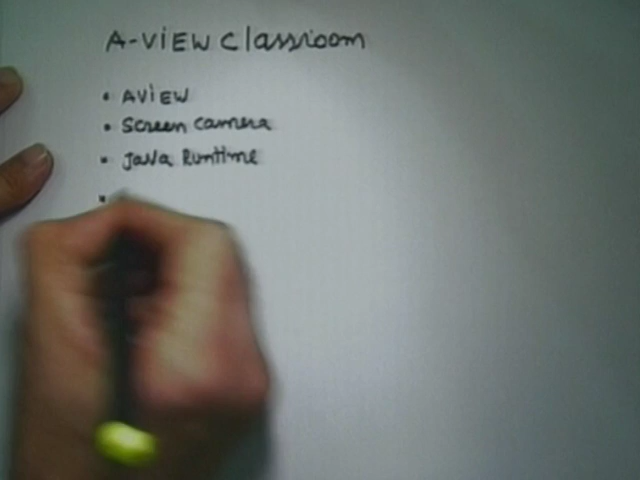 A-VIEW Classroom
• AVIEW
• Screen camera
• Java Runtime
•